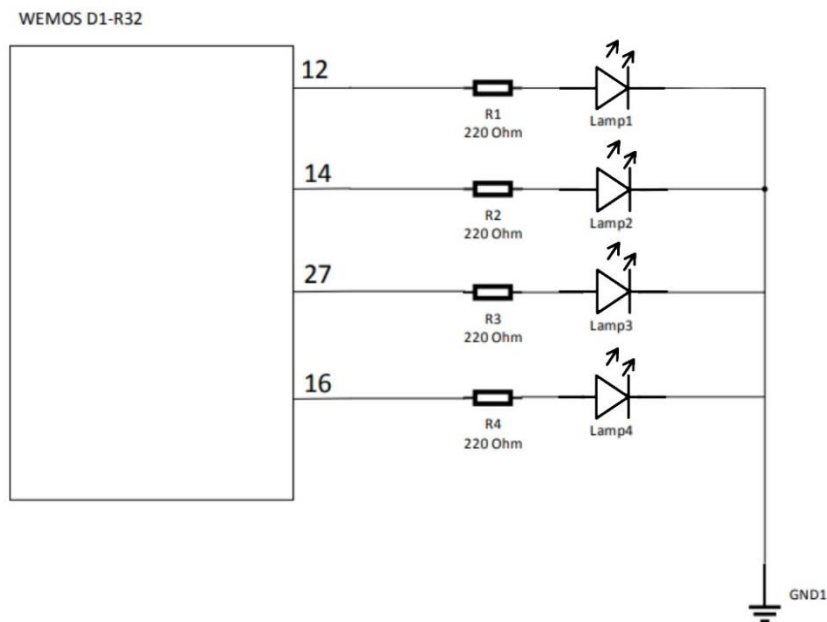 WEMOS D1-R32
12
R1
220 Ohm
Lamp1
14
R2
220 Ohm
Lamp2
27
R3
220 Ohm
Lamp3
16
R4
220 Ohm
Lamp4
GND1